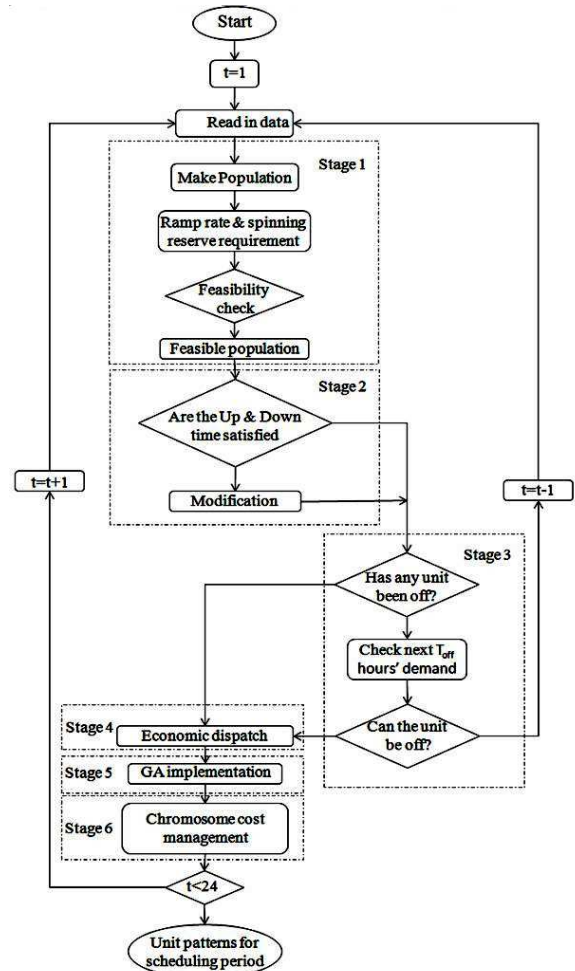 Start
t=1
Read in data
Stage 1
Make Population
Ramp rate & spinning
reserve requirement
Feasibility
check
Feasible population
Stage 2
Are the Up & Down
time satisfied
Modification
t=t+1
t=t-1
Stage 3
Has any unit
been off?
Check next Toff
hours' demand
Can the unit
be off?
Stage 4
Economic dispatch
Stage 5
GA implementation
Stage 6
Chromosome cost
management
t<24
Unit patterns for
scheduling period